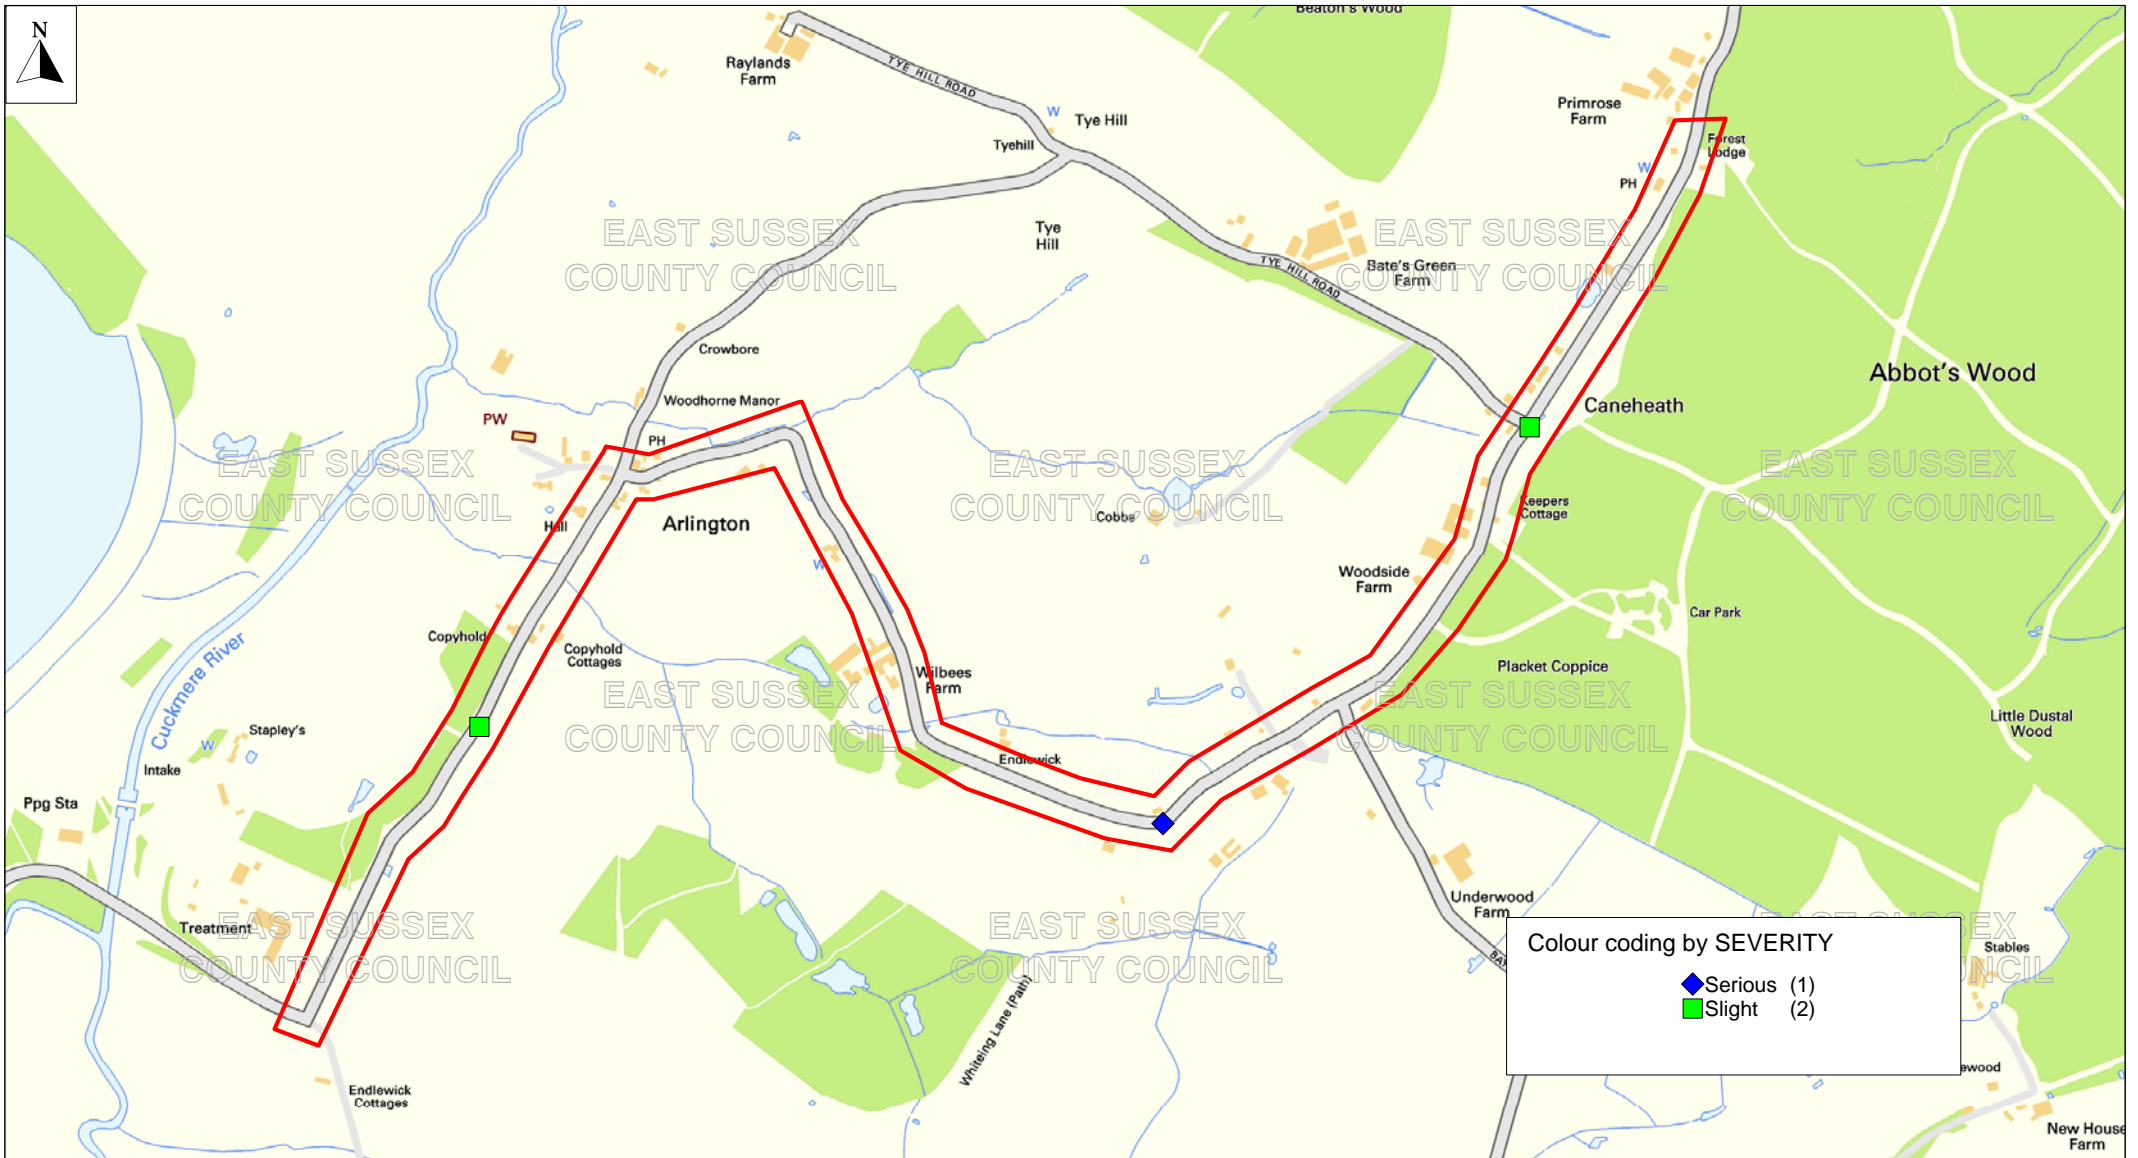 N
Beaton's Wood
Raylands
Farm
TYE HILL ROAD
W
Tye Hill
Tyehill
Primrose
Farm
Forest
Lodge
W
PH
EAST SUSSEX
COUNTY COUNCIL
Tye
Hill
EAST SUSSEX
COUNTY COUNCIL
Bate's Green
Farm
TYE HILL ROAD
Crowbore
Woodhorne Manor
Abbot's Wood
Caneheath
PW
PH
EAST SUSSEX
COUNTY COUNCIL
EAST SUSSEX
COUNTY COUNCIL
EAST SUSSEX
COUNTY COUNCIL
Hall
Arlington
Cobbs
Keepers
Cottage
W
Woodside
Farm
Car Park
Copyhold
Copyhold
Cottages
Cuckmere River
Placket Coppice
Wilbees
Farm
EAST SUSSEX
COUNTY COUNCIL
EAST SUSSEX
COUNTY COUNCIL
Stapley's
W
Little Dustal
Wood
Intake
Endlewick
Ppg Sta
Treatment
EAST SUSSEX
COUNTY COUNCIL
EAST SUSSEX
COUNTY COUNCIL
Underwood
Farm
BAY
EAST SUSSEX
NCIL
Colour coding by SEVERITY
Serious (1)
Slight (2)
Stables
Whiteing Lane (Path)
Endlewick
Cottages
ewood
New House
Farm